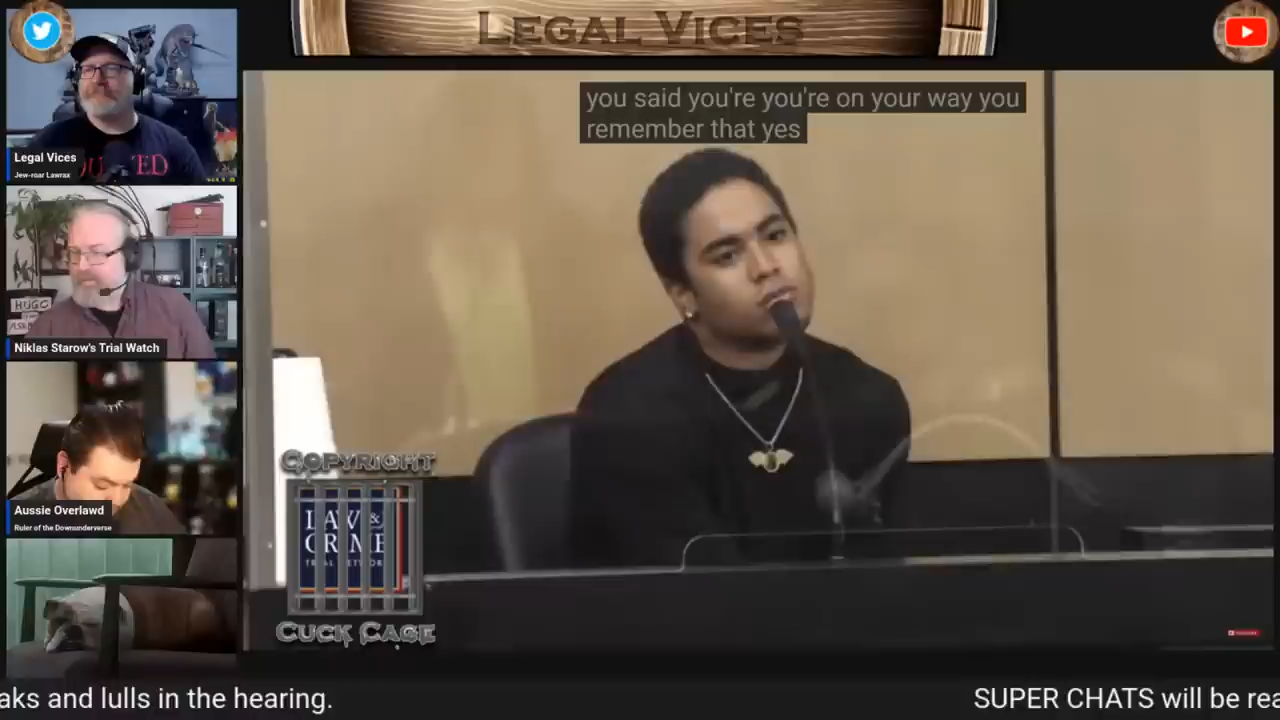 LEGAL VICES
you said you're you're on your way you
remember that yes
Legal Vices
Jew-roar Lawrax
HUGO
Niklas Starow's Trial Watch
Aussie Overlawd
Ruler of the Downunderverse
COPYRIGHT
LAW &
CRIME
CUCK CAGE
aks and lulls in the hearing.
SUPER CHATS will be rea